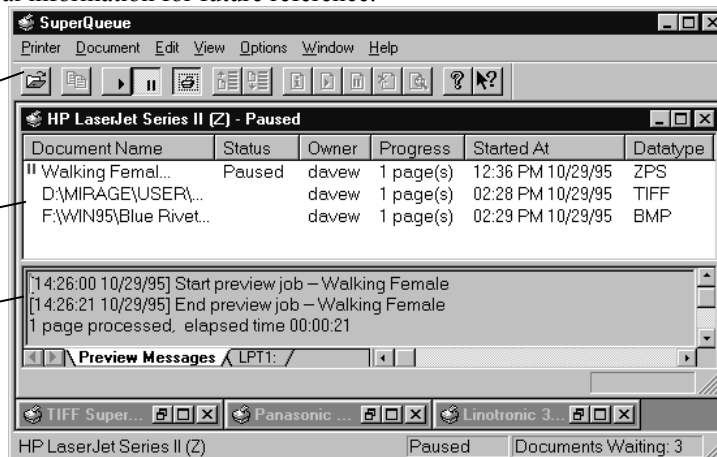 al information for future reference.
SuperQueue
Printer Document Edit View Options Window Help
HP LaserJet Series II (Z) - Paused
Document Name Status Owner Progress Started At Datatype
Walking Femal... Paused davew 1 page(s) 12:36 PM 10/29/95 ZPS
D:\MIRAGE\USER\... davew 1 page(s) 02:28 PM 10/29/95 TIFF
F:\WIN95\Blue Rivet... davew 1 page(s) 02:29 PM 10/29/95 BMP
[14:26:00 10/29/95] Start preview job – Walking Female
[14:26:21 10/29/95] End preview job – Walking Female
1 page processed, elapsed time 00:00:21
Preview Messages LPT1:
TIFF Super... Panasonic ... Linotronic 3...
HP LaserJet Series II (Z) Paused Documents Waiting: 3